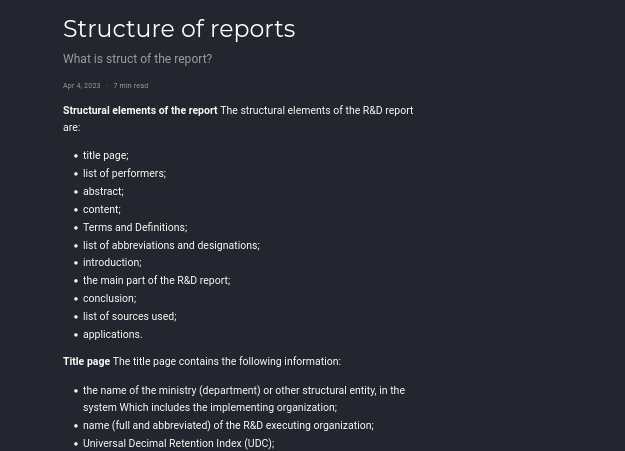 Structure of reports
What is struct of the report?
Apr 4, 2023 · 7 min read
Structural elements of the report The structural elements of the R&D report
are:
• title page;
• list of performers;
• abstract;
• content;
• Terms and Definitions;
• list of abbreviations and designations;
• introduction;
• the main part of the R&D report;
• conclusion;
• list of sources used;
• applications.
Title page The title page contains the following information:
• the name of the ministry (department) or other structural entity, in the
system Which includes the implementing organization;
• name (full and abbreviated) of the R&D executing organization;
• Universal Decimal Retention Index (UDC);